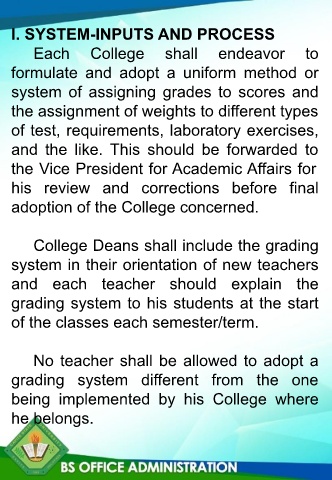 I. SYSTEM-INPUTS AND PROCESS
Each College shall endeavor to
formulate and adopt a uniform method or
system of assigning grades to scores and
the assignment of weights to different types
of test, requirements, laboratory exercises,
and the like. This should be forwarded to
the Vice President for Academic Affairs for
his review and corrections before final
adoption of the College concerned.
College Deans shall include the grading
system in their orientation of new teachers
and each teacher should explain the
grading system to his students at the start
of the classes each semester/term.
No teacher shall be allowed to adopt a
grading system different from the one
being implemented by his College where
he belongs.
BS OFFICE ADMINISTRATION